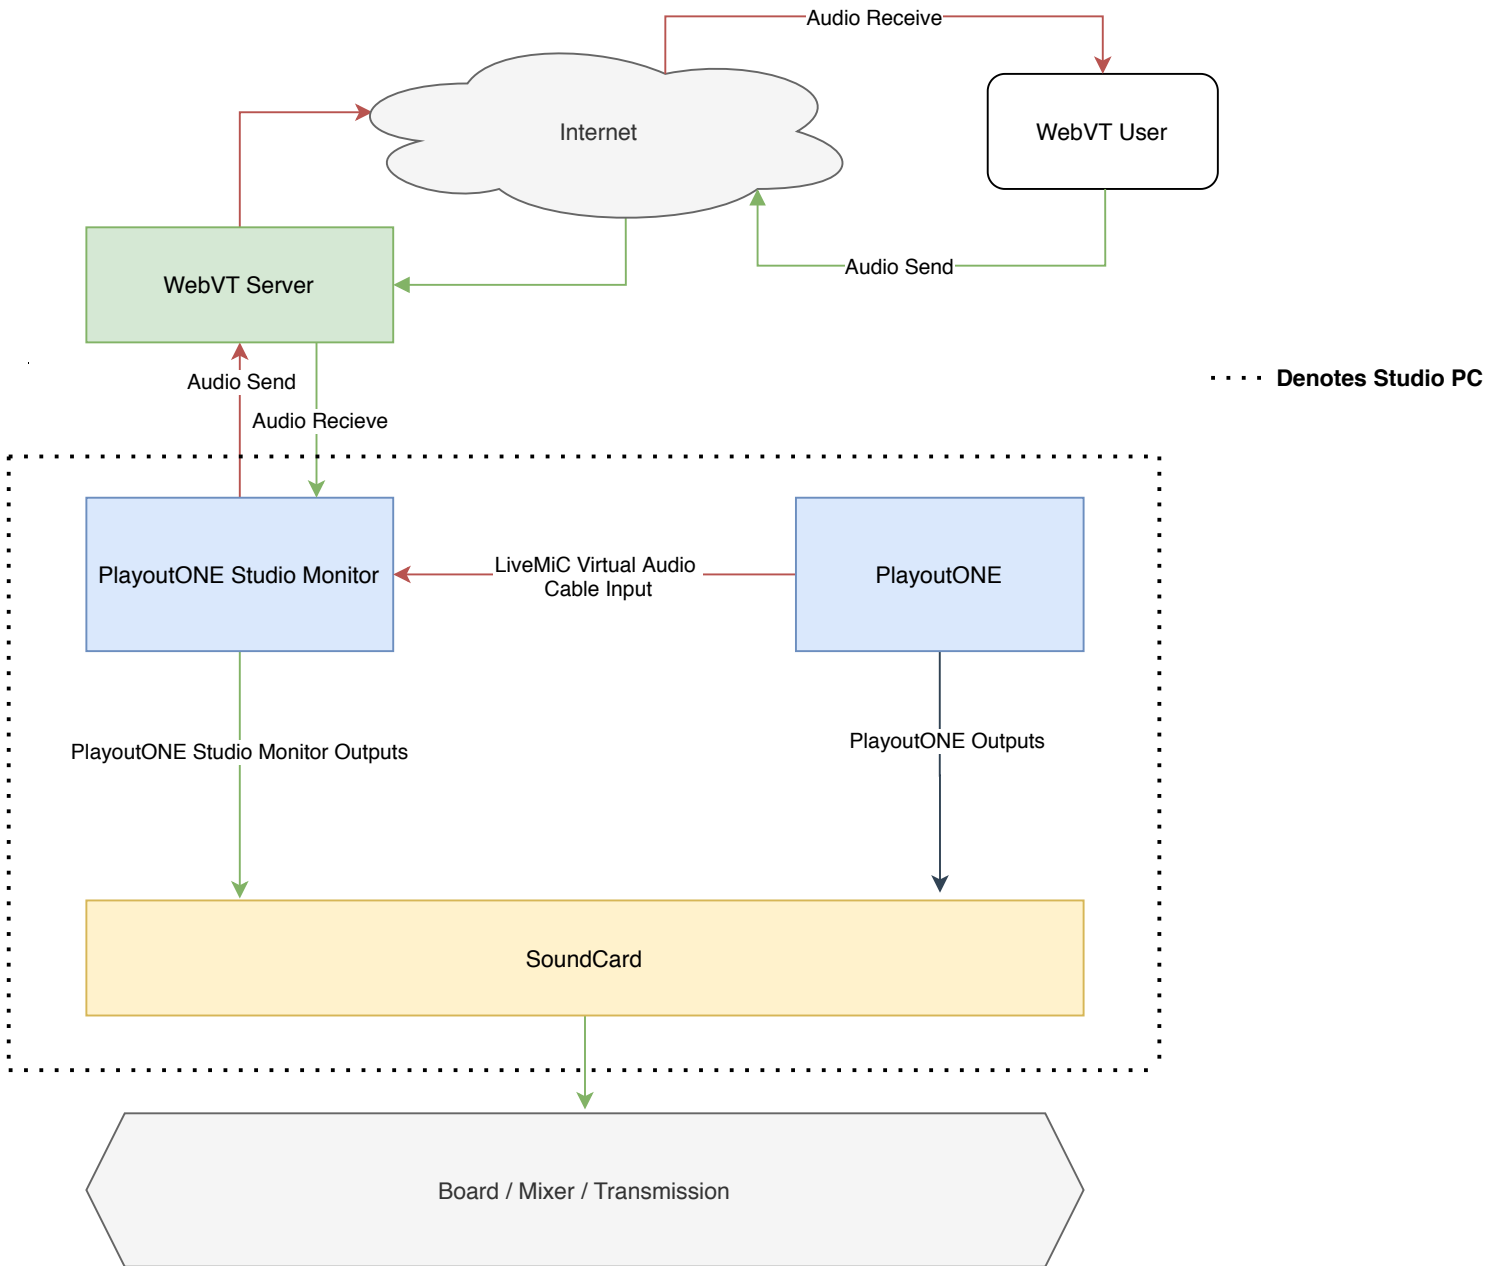 Audio Receive
Internet
WebVT User
Audio Send
WebVT Server
Audio Send
Denotes Studio PC
Audio Recieve
PlayoutONE Studio Monitor
LiveMiC Virtual Audio
Cable Input
PlayoutONE
PlayoutONE Studio Monitor Outputs
PlayoutONE Outputs
SoundCard
Board / Mixer / Transmission